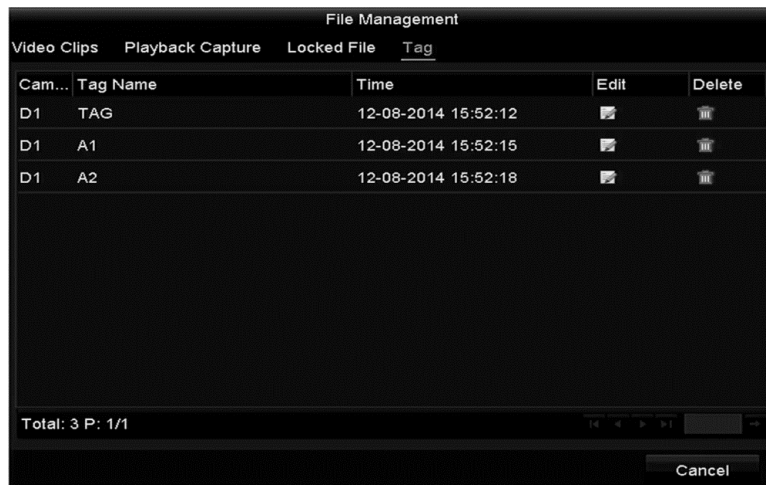 File Management
Video Clips Playback Capture Locked File Tag
Cam... Tag Name Time Edit Delete
D1 TAG 12-08-2014 15:52:12
D1 A1 12-08-2014 15:52:15
D1 A2 12-08-2014 15:52:18
Total: 3 P: 1/1
Cancel